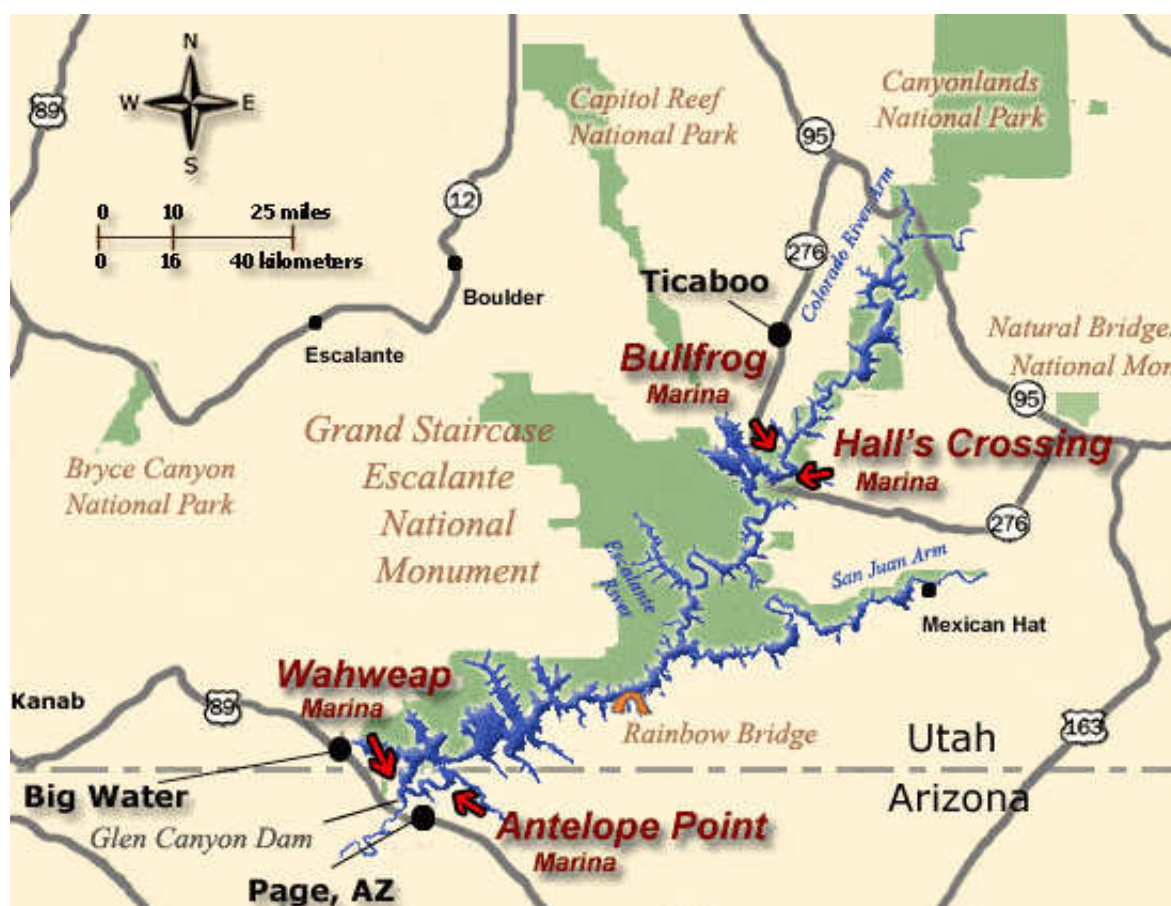 N
W E
S
89
0 10 25 miles
0 16 40 kilometers
12
Boulder
Escalante
Capitol Reef
National Park
Canyonlands
National Park
95
276
Colorado River Arm
Ticaboo
Bullfrog
Marina
Natural Bridge
National Mon
95
Hall's Crossing
Marina
276
Bryce Canyon
National Park
Grand Staircase
Escalante
National
Monument
Escalante
River
San Juan Arm
Mexican Hat
Kanab
89
Wahweap
Marina
Rainbow Bridge
163
Utah
Arizona
Big Water
Glen Canyon Dam
Antelope Point
Marina
Page, AZ